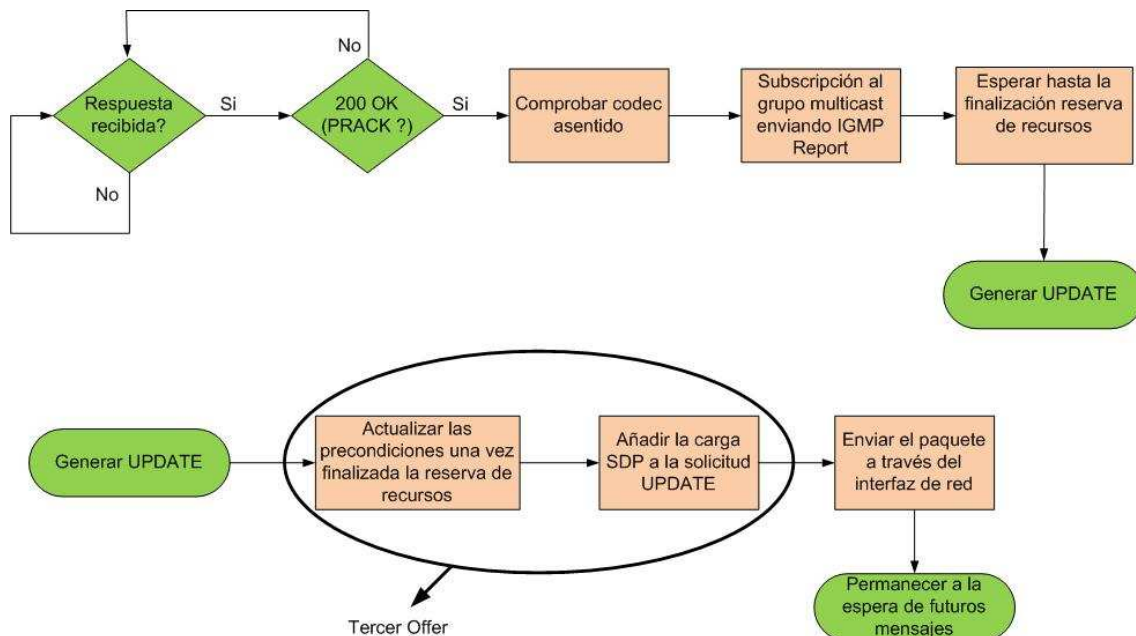 No
Respuesta
recibida?
Si
No
200 OK
(PRACK ?)
Si
Comprobar codec
asentido
Subscripción al
grupo multicast
enviando IGMP
Report
Esperar hasta la
finalización reserva
de recursos
Generar UPDATE
Generar UPDATE
Actualizar las
precondiciones una vez
finalizada la reserva de
recursos
Añadir la carga
SDP a la solicitud
UPDATE
Enviar el paquete
a través del
interfaz de red
Tercer Offer
Permanecer a la
espera de futuros
mensajes